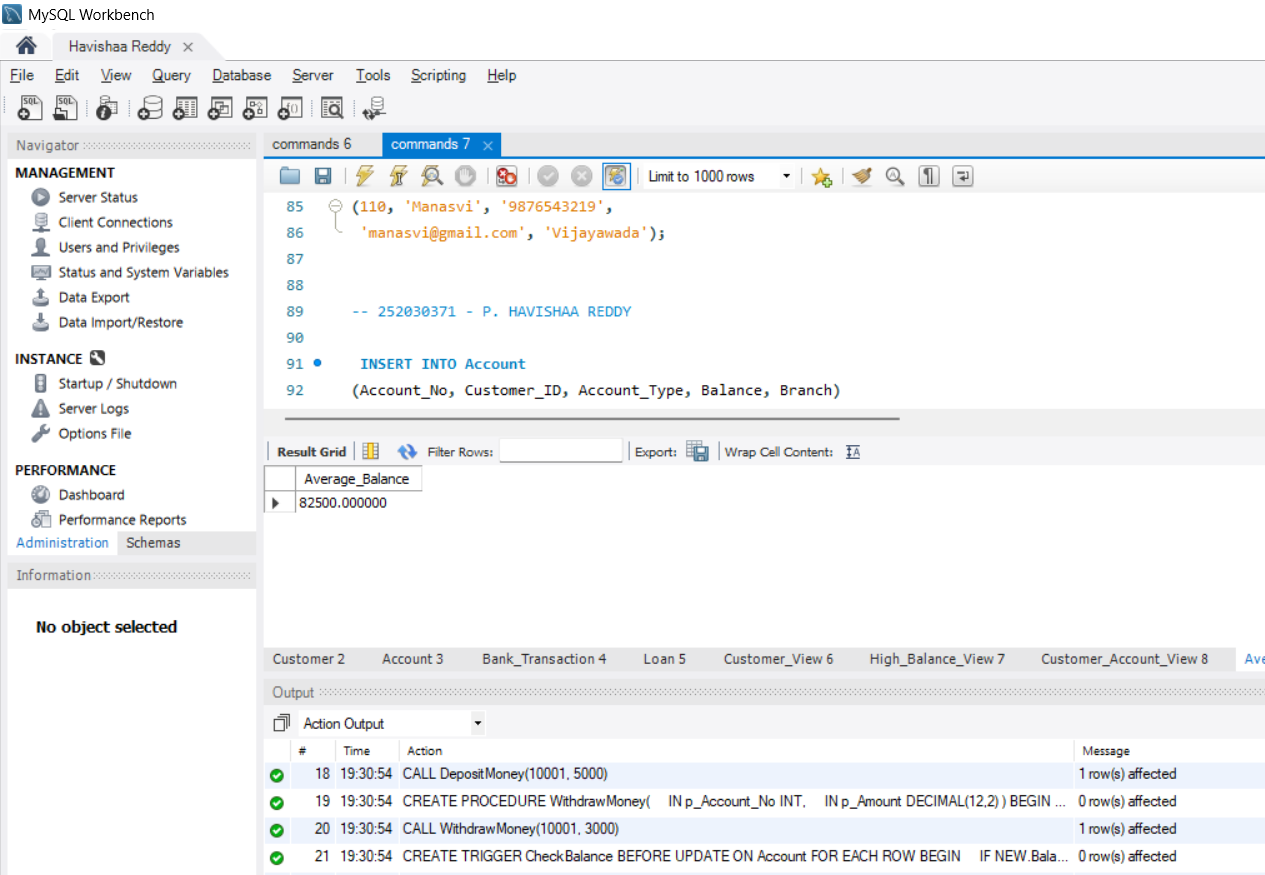 MySQL Workbench
Havishaa Reddy
File Edit View Query Database Server Tools Scripting Help
Navigator
MANAGEMENT
Server Status
Client Connections
Users and Privileges
Status and System Variables
Data Export
Data Import/Restore
INSTANCE
Startup / Shutdown
Server Logs
Options File
PERFORMANCE
Dashboard
Performance Reports
Administration Schemas
Information
No object selected
commands 6 commands 7
Limit to 1000 rows
85 (110, 'Manasvi', '9876543219',
86 'manasvi@gmail.com', 'Vijayawada');
87
88
89 -- 252030371 - P. HAVISHAA REDDY
90
91 INSERT INTO Account
92 (Account_No, Customer_ID, Account_Type, Balance, Branch)
Result Grid Filter Rows: Export: Wrap Cell Content:
Average_Balance
82500.000000
Customer 2 Account 3 Bank_Transaction 4 Loan 5 Customer_View 6 High_Balance_View 7 Customer_Account_View 8 Ave
Output
Action Output
# Time Action Message
18 19:30:54 CALL DepositMoney(10001, 5000) 1 row(s) affected
19 19:30:54 CREATE PROCEDURE WithdrawMoney( IN p_Account_No INT, IN p_Amount DECIMAL(12,2) ) BEGIN ... 0 row(s) affected
20 19:30:54 CALL WithdrawMoney(10001, 3000) 1 row(s) affected
21 19:30:54 CREATE TRIGGER CheckBalance BEFORE UPDATE ON Account FOR EACH ROW BEGIN IF NEW.Bala... 0 row(s) affected